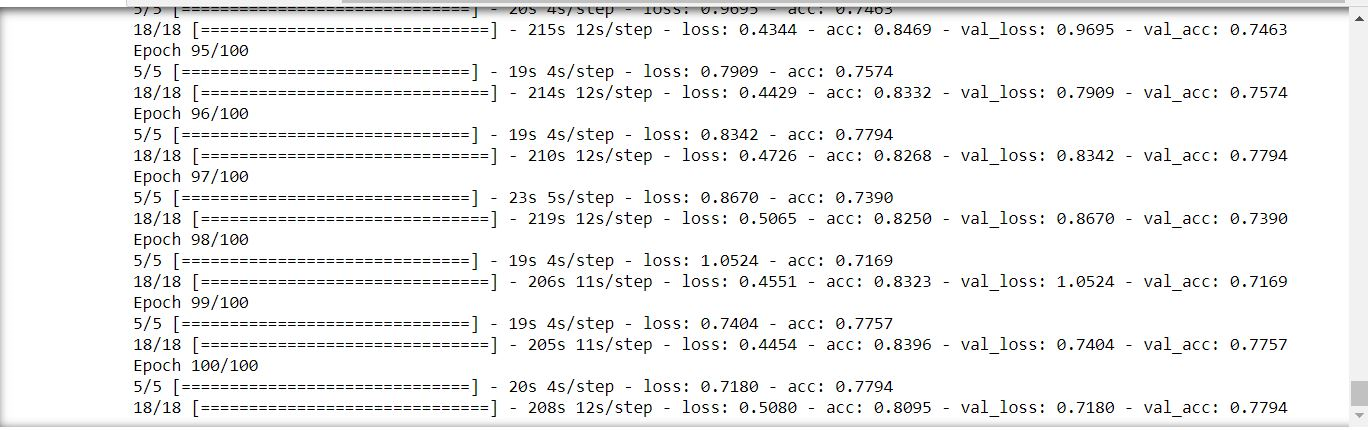 5/5 [==============================] - 20s 4s/step - loss: 0.9695 - acc: 0.7463
18/18 [==============================] - 215s 12s/step - loss: 0.4344 - acc: 0.8469 - val_loss: 0.9695 - val_acc: 0.7463
Epoch 95/100
5/5 [==============================] - 19s 4s/step - loss: 0.7909 - acc: 0.7574
18/18 [==============================] - 214s 12s/step - loss: 0.4429 - acc: 0.8332 - val_loss: 0.7909 - val_acc: 0.7574
Epoch 96/100
5/5 [==============================] - 19s 4s/step - loss: 0.8342 - acc: 0.7794
18/18 [==============================] - 210s 12s/step - loss: 0.4726 - acc: 0.8268 - val_loss: 0.8342 - val_acc: 0.7794
Epoch 97/100
5/5 [==============================] - 23s 5s/step - loss: 0.8670 - acc: 0.7390
18/18 [==============================] - 219s 12s/step - loss: 0.5065 - acc: 0.8250 - val_loss: 0.8670 - val_acc: 0.7390
Epoch 98/100
5/5 [==============================] - 19s 4s/step - loss: 1.0524 - acc: 0.7169
18/18 [==============================] - 206s 11s/step - loss: 0.4551 - acc: 0.8323 - val_loss: 1.0524 - val_acc: 0.7169
Epoch 99/100
5/5 [==============================] - 19s 4s/step - loss: 0.7404 - acc: 0.7757
18/18 [==============================] - 205s 11s/step - loss: 0.4454 - acc: 0.8396 - val_loss: 0.7404 - val_acc: 0.7757
Epoch 100/100
5/5 [==============================] - 20s 4s/step - loss: 0.7180 - acc: 0.7794
18/18 [==============================] - 208s 12s/step - loss: 0.5080 - acc: 0.8095 - val_loss: 0.7180 - val_acc: 0.7794